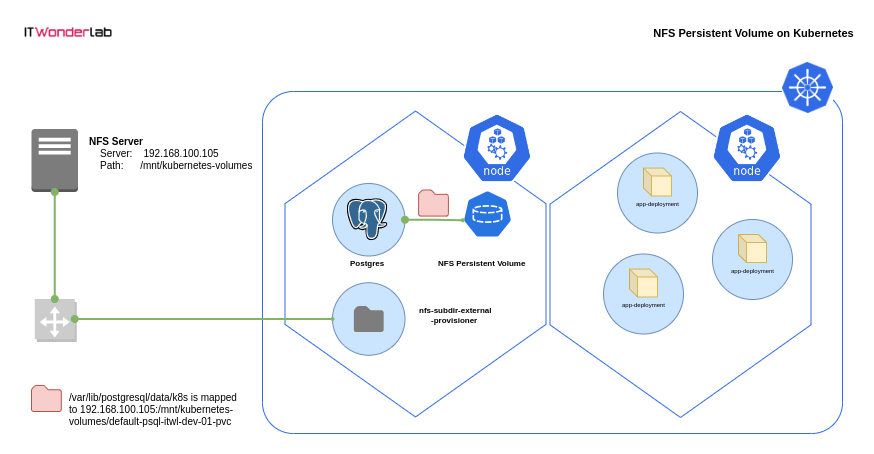 ITWonderlab
NFS Persistent Volume on Kubernetes
NFS Server
Server: 192.168.100.105
Path: /mnt/kubernetes-volumes
node
node
app-deployment
app-deployment
app-deployment
Postgres
NFS Persistent Volume
nfs-subdir-external
-provisioner
/var/lib/postgresql/data/k8s is mapped
to 192.168.100.105:/mnt/kubernetes-
volumes/default-psql-itwl-dev-01-pvc